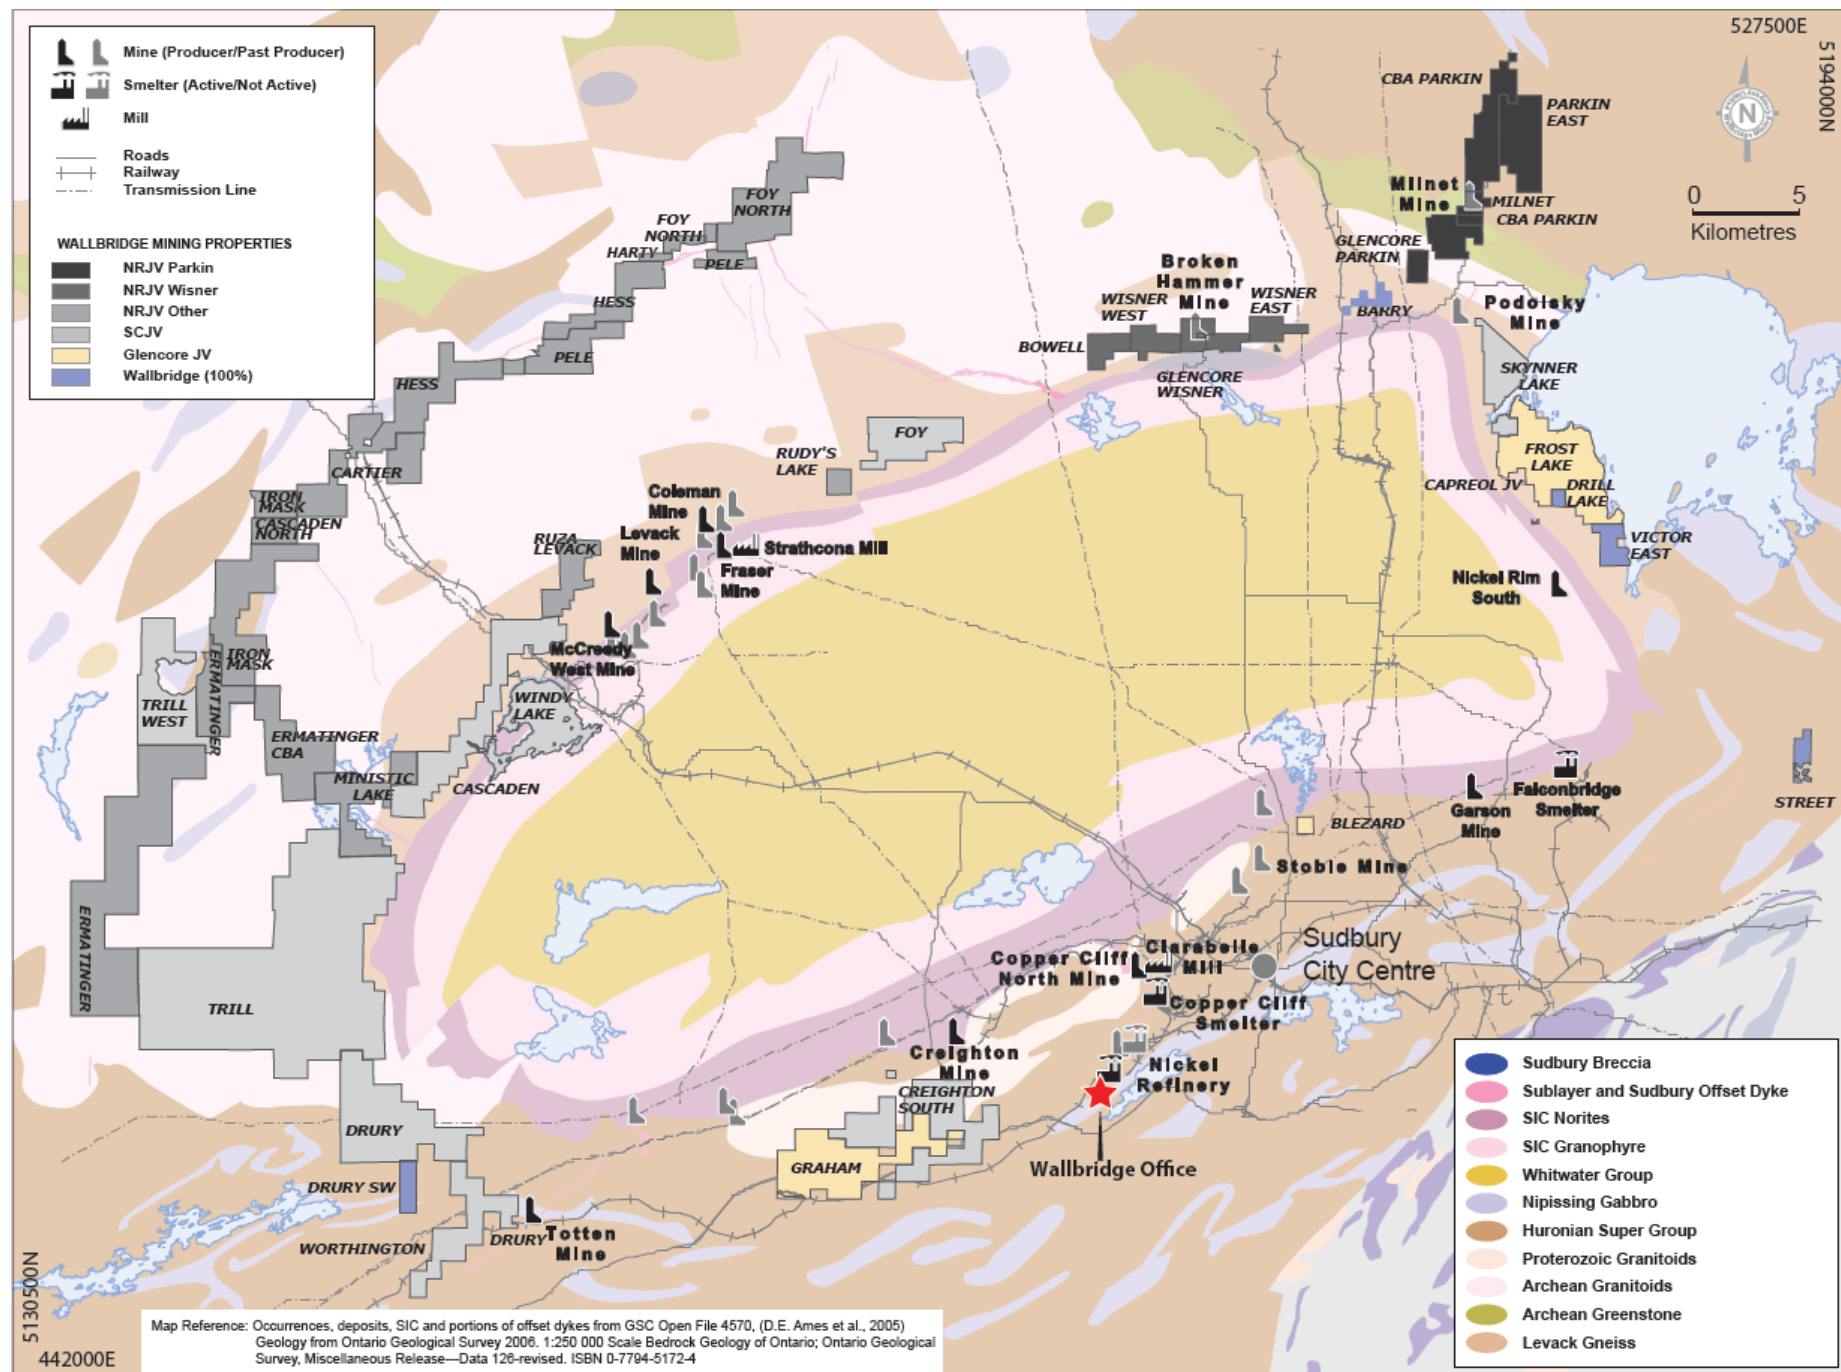 Mine (Producer/Past Producer)
Smelter (Active/Not Active)
Mill
Roads
Railway
Transmission Line
WALLBRIDGE MINING PROPERTIES
NRJV Parkin
NRJV Wisner
NRJV Other
SCJV
Glencore JV
Wallbridge (100%)
527500E
5194000N
N
0 5
Kilometres
CBA PARKIN
PARKIN
EAST
Milnet
Mine
MILNET
CBA PARKIN
GLENCORE
PARKIN
FOY
NORTH
FOY
NORTH
HARTY
PELE
HESS
PELE
HESS
Broken
Hammer
Mine
WISNER
WEST
WISNER
EAST
BOWELL
GLENCORE
WISNER
BARRY
Podolsky
Mine
SKYNNER
LAKE
FROST
LAKE
CAPREOL JV
DRILL
LAKE
VICTOR
EAST
Nickel Rim
South
CARTIER
IRON
MASK
CASCADEN
NORTH
RUZA
LEVACK
RUDY'S
LAKE
FOY
Coleman
Mine
Levack
Mine
Strathcona Mill
Fraser
Mine
McCreedy
West Mine
WINDY
LAKE
CASCADEN
IRON
MASK
ERMATINGER
TRILL
WEST
ERMATINGER
CBA
MINISTIC
LAKE
ERMATINGER
TRILL
STREET
Falconbridge
Smelter
Garson
Mine
BLEZARD
Stobie Mine
Sudbury
City Centre
Clarabelle
Mill
Copper Cliff
North Mine
Copper Cliff
Smelter
Creighton
Mine
Nickel
Refinery
CREIGHTON
SOUTH
GRAHAM
Wallbridge Office
DRURY
DRURY SW
WORTHINGTON
DRURY
Totten
Mine
Sudbury Breccia
Sublayer and Sudbury Offset Dyke
SIC Norites
SIC Granophyre
Whitwater Group
Nipissing Gabbro
Huronian Super Group
Proterozoic Granitoids
Archean Granitoids
Archean Greenstone
Levack Gneiss
5130500N
442000E
Map Reference: Occurrences, deposits, SIC and portions of offset dykes from GSC Open File 4570, (D.E. Ames et al., 2005)
Geology from Ontario Geological Survey 2006. 1:250 000 Scale Bedrock Geology of Ontario; Ontario Geological
Survey, Miscellaneous Release---Data 126-revised. ISBN 0-7794-5172-4